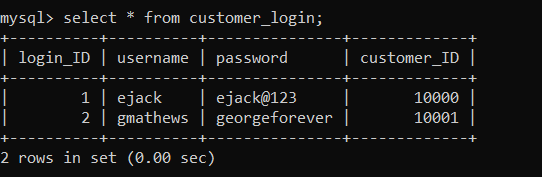 mysql> select * from customer_login;
+----------+----------+---------------+-------------+
| login_ID | username | password      | customer_ID |
+----------+----------+---------------+-------------+
|        1 | ejack    | ejack@123     |       10000 |
|        2 | gmathews | georgeforever |       10001 |
+----------+----------+---------------+-------------+
2 rows in set (0.00 sec)